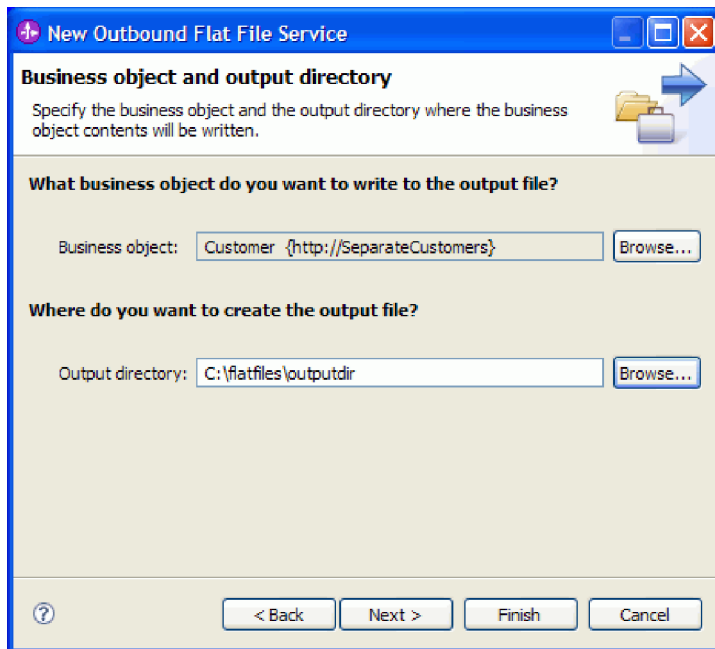 New Outbound Flat File Service
Business object and output directory
Specify the business object and the output directory where the business
object contents will be written.
What business object do you want to write to the output file?
Business object: Customer {http://SeparateCustomers} Browse...
Where do you want to create the output file?
Output directory: C:\flatfiles\outputdir Browse...
? < Back Next > Finish Cancel